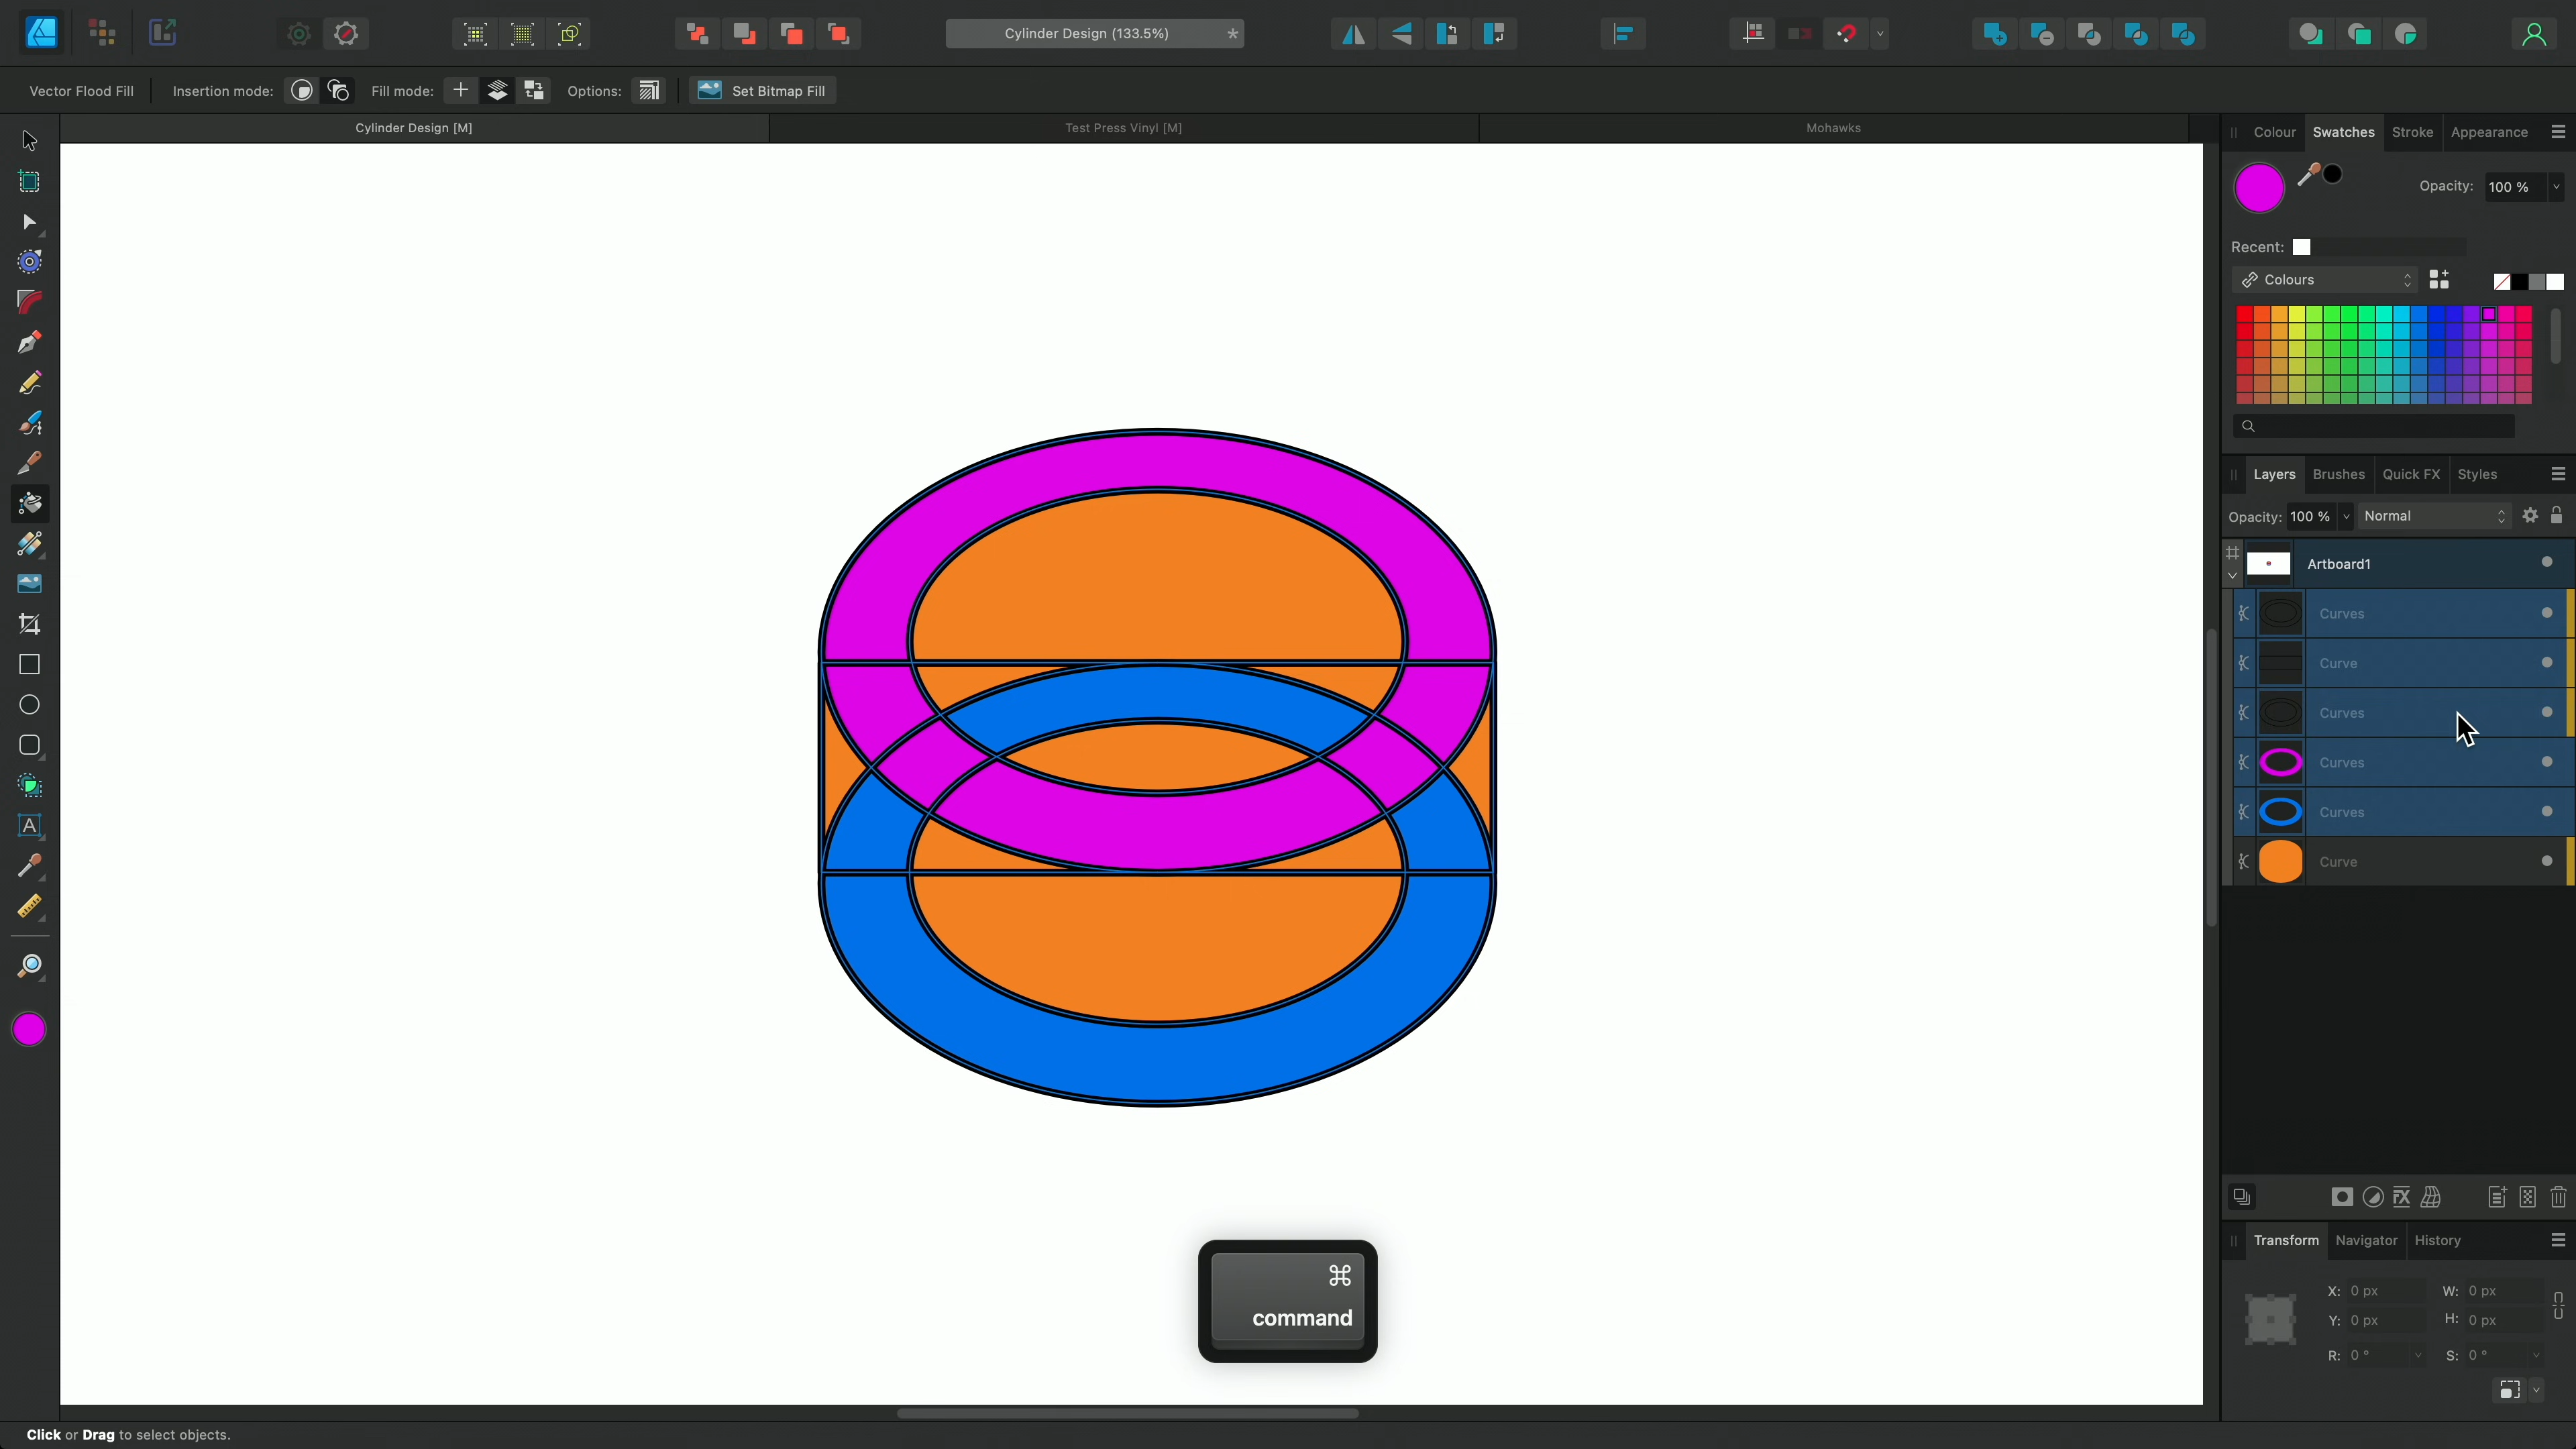 Cylinder Design (133.5%)
*
Vector Flood Fill
Insertion mode:
Fill mode:
Options:
Set Bitmap Fill
Cylinder Design [M]
Test Press Vinyl [M]
Mohawks
Colour
Swatches
Stroke
Appearance
Opacity:
100 %
Recent:
Colours
Layers
Brushes
Quick FX
Styles
Opacity:
100 %
Normal
Artboard1
Curves
Curve
Curves
Curves
Curves
Curve
FX
Transform
Navigator
History
X: 0 px
W: 0 px
Y: 0 px
H: 0 px
R: 0 °
S: 0 °
A
⌘
command
Click or Drag to select objects.